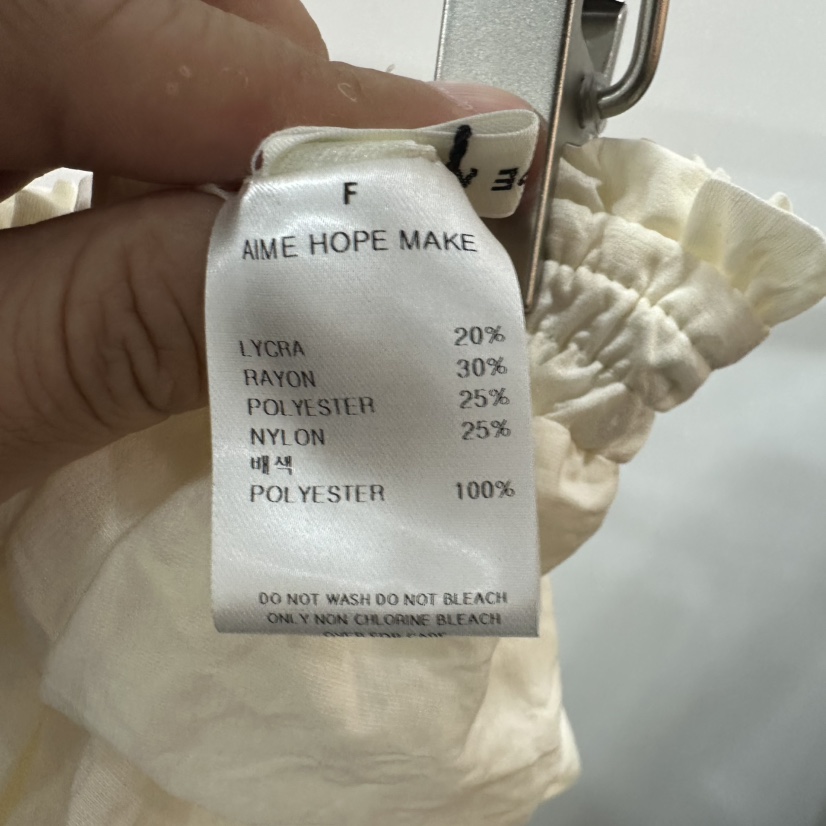 F
AIME HOPE MAKE
LYCRA 20%
RAYON 30%
POLYESTER 25%
NYLON 25%
배색
POLYESTER 100%
DO NOT WASH DO NOT BLEACH
ONLY NON CHLORINE BLEACH